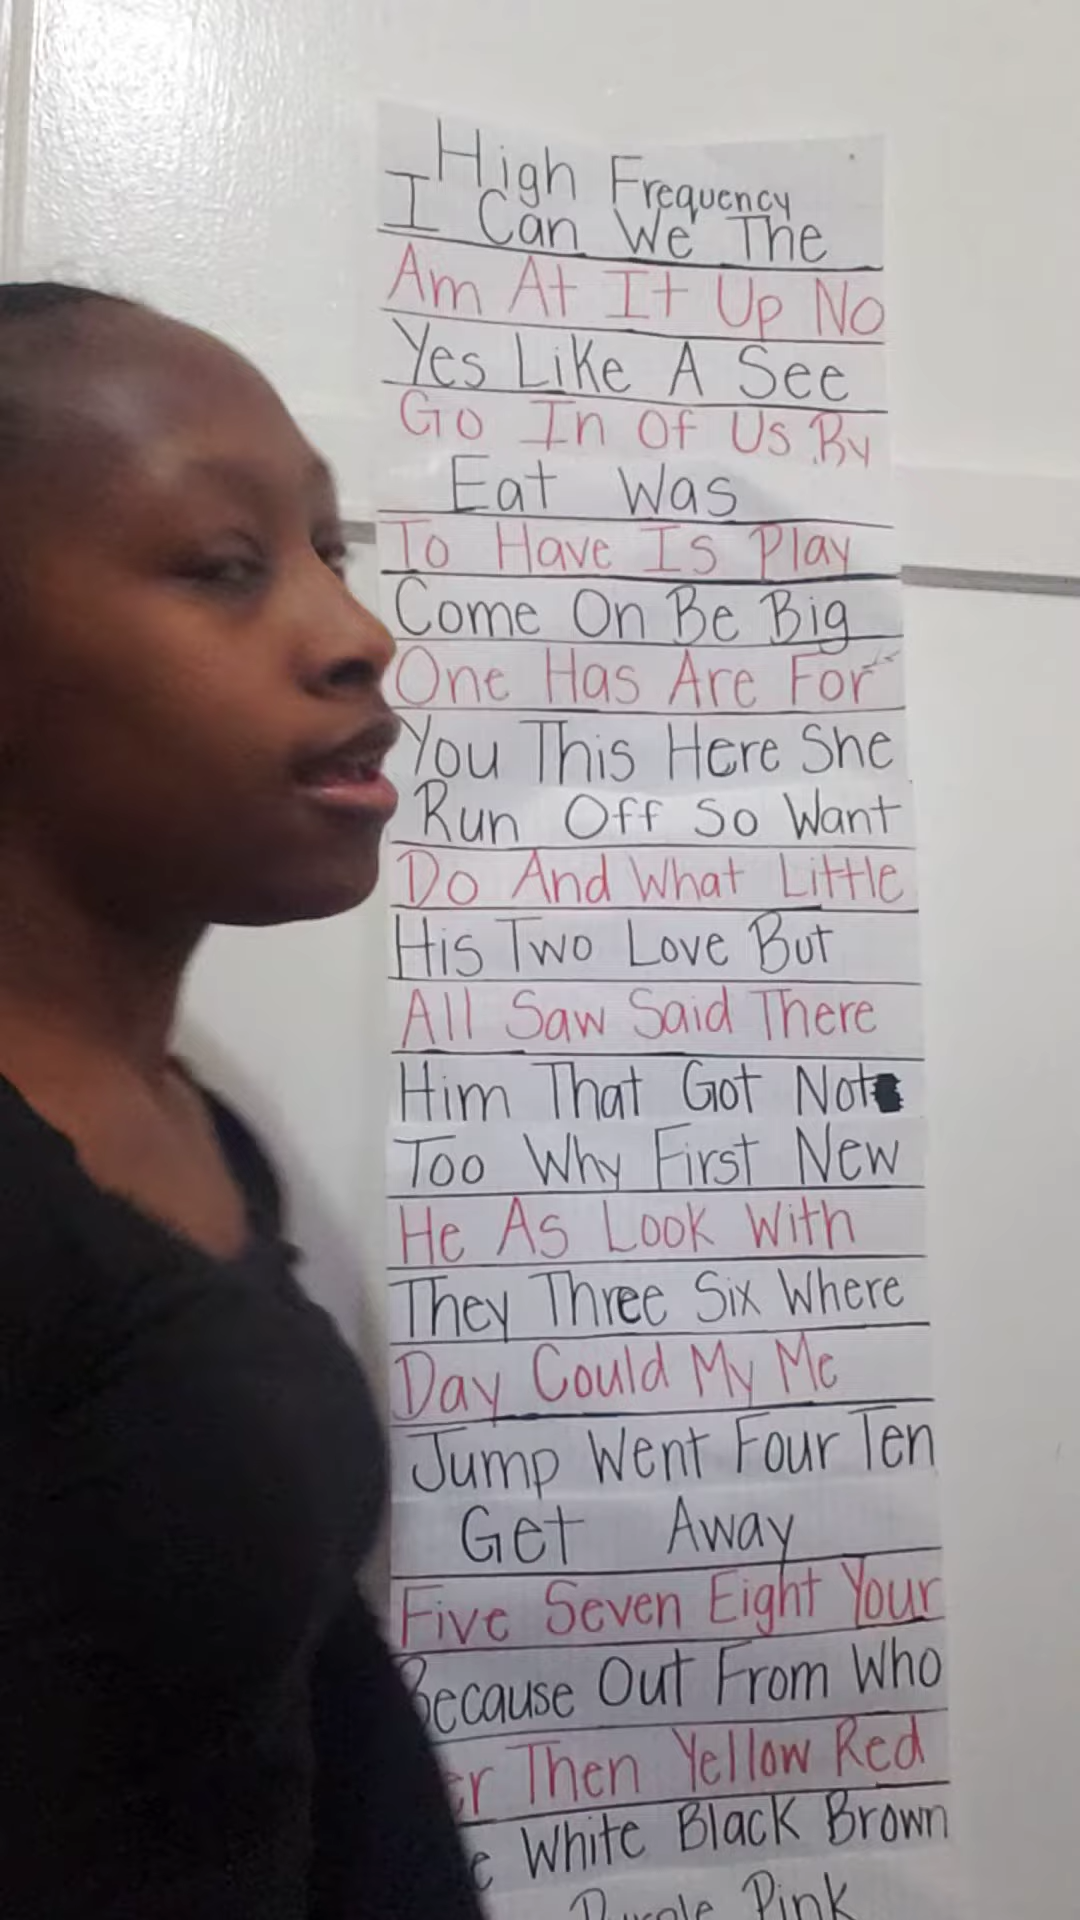 High Frequency
I Can We The
Am At It Up No
Yes Like A See
Go In Of Us By
Eat Was
To Have Is Play
Come On Be Big
One Has Are For
You This Here She
Run Off So Want
Do And What Little
His Two Love But
All Saw Said There
Him That Got Not
Too Why First New
He As Look With
They Three Six Where
Day Could My Me
Jump Went Four Ten
Get Away
Five Seven Eight Your
Because Out From Who
Then Yellow Red
White Black Brown
Purple Pink